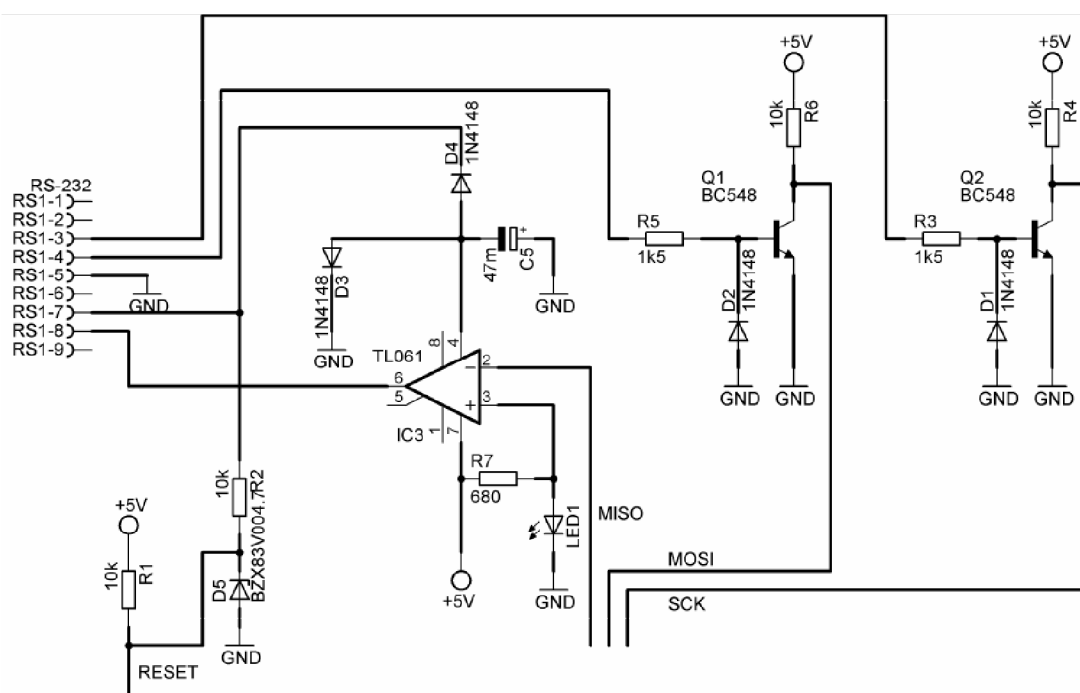 +5V
+5V
10k
R6
10k
R4
D4
1N4148
RS-232
RS1-1
RS1-2
RS1-3
RS1-4
RS1-5
RS1-6
RS1-7
RS1-8
RS1-9
GND
Q1
BC548
Q2
BC548
R5
1k5
R3
1k5
1N4148
D3
GND
+
47m
C5
GND
D2
1N4148
GND
GND
D1
1N4148
GND
GND
TL061
8
4
6
5
-
2
+
3
IC3
1
7
R7
680
LED1
GND
+5V
MISO
MOSI
SCK
10k
R2
D5
BZX83V004.7
GND
+5V
10k
R1
RESET